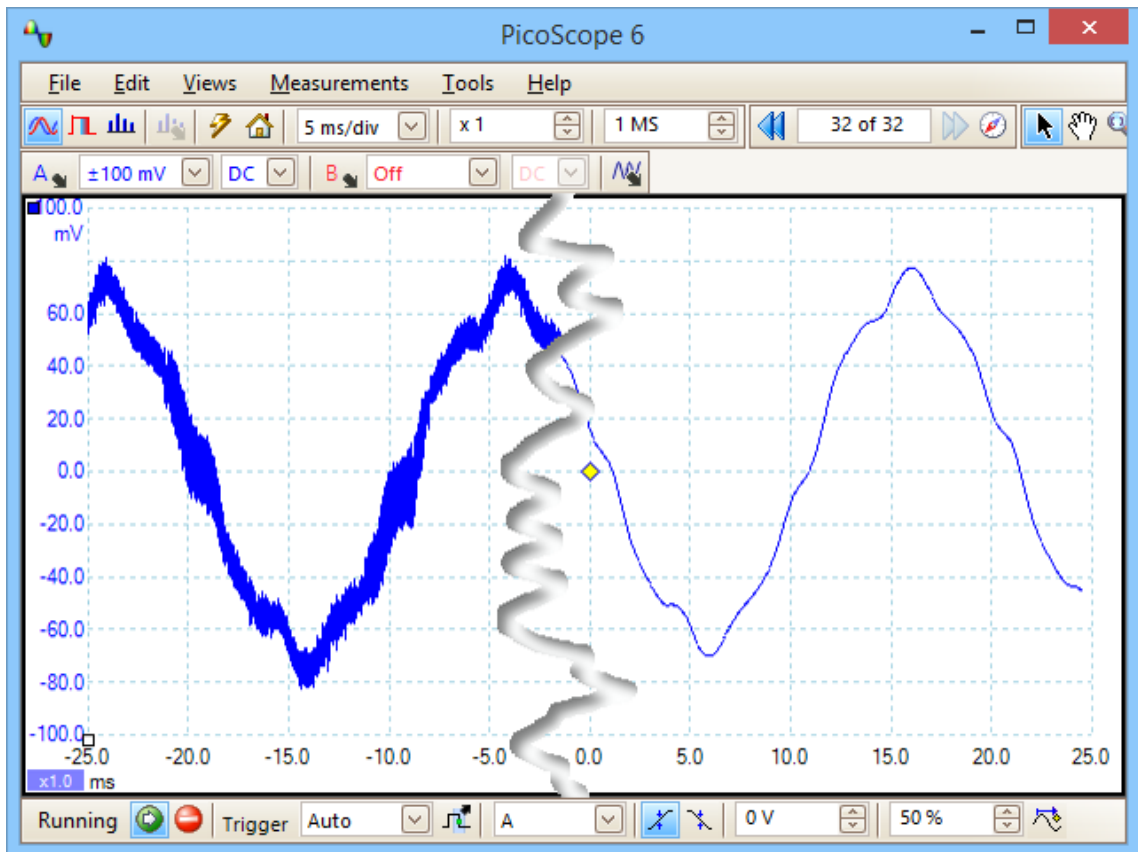 PicoScope 6
File Edit Views Measurements Tools Help
5 ms/div x 1 1 MS 32 of 32
A ±100 mV DC B Off DC
100.0
mV
60.0
40.0
20.0
0.0
-20.0
-40.0
-60.0
-80.0
-100.0
-25.0 -20.0 -15.0 -10.0 -5.0 0.0 5.0 10.0 15.0 20.0 25.0
x1.0 ms
Running Trigger Auto A 0 V 50 %